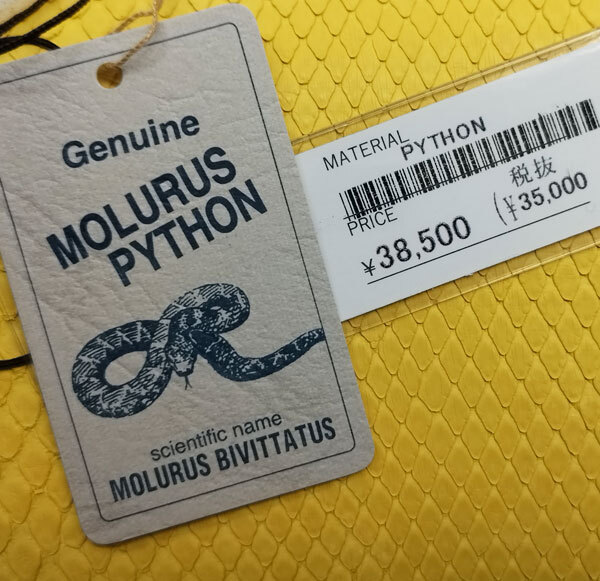 Genuine
MOLURUS
PYTHON
scientific name
MOLURUS BIVITTATUS
MATERIAL PYTHON
PRICE
税抜
¥38,500 (¥35,000